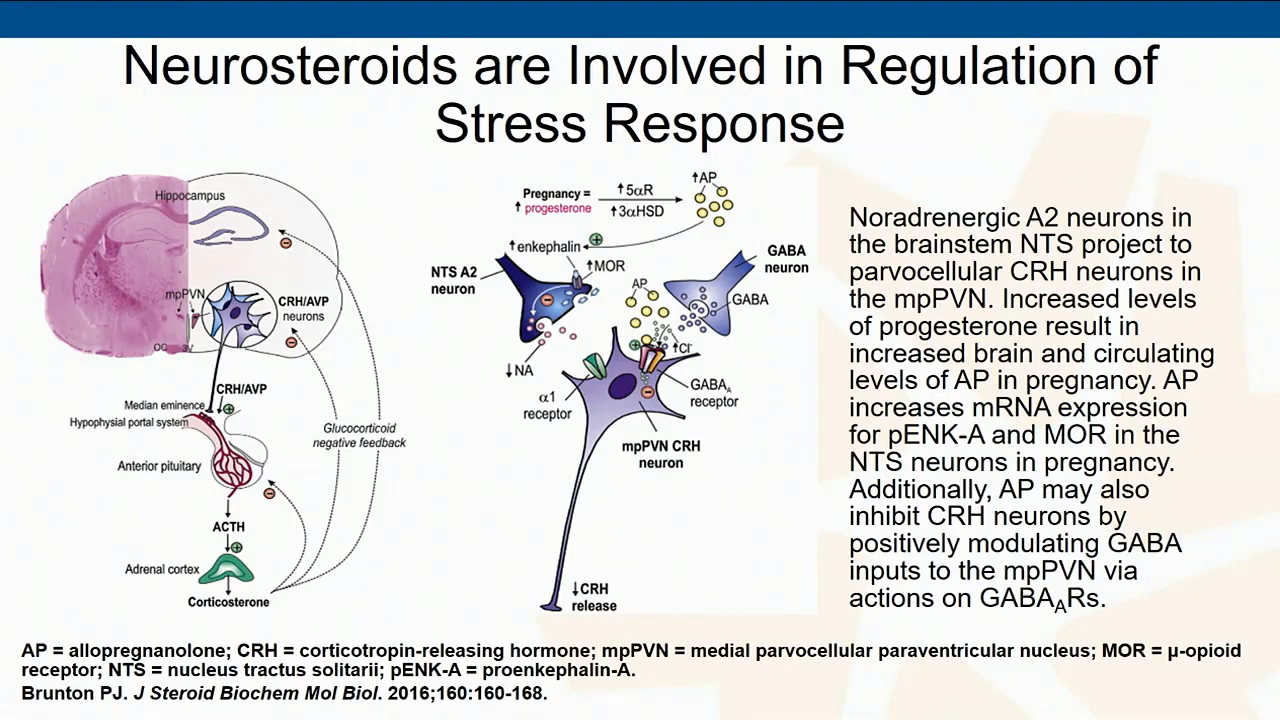 Neurosteroids are Involved in Regulation of
Stress Response
Hippocampus
mpPVN
CRH/AVP
neurons
OC
3V
CRH/AVP
Median eminence
Hypophysial portal system
Anterior pituitary
Glucocorticoid
negative feedback
ACTH
Adrenal cortex
Corticosterone
Pregnancy =
↑ progesterone
↑5αR
↑3αHSD
↑AP
↑enkephalin
↑MOR
NTS A2
neuron
GABA
neuron
AP
GABA
↓NA
↑Cl-
α1
receptor
GABAA
receptor
mpPVN CRH
neuron
↓CRH
release
Noradrenergic A2 neurons in
the brainstem NTS project to
parvocellular CRH neurons in
the mpPVN. Increased levels
of progesterone result in
increased brain and circulating
levels of AP in pregnancy. AP
increases mRNA expression
for pENK-A and MOR in the
NTS neurons in pregnancy.
Additionally, AP may also
inhibit CRH neurons by
positively modulating GABA
inputs to the mpPVN via
actions on GABAARs.
AP = allopregnanolone; CRH = corticotropin-releasing hormone; mpPVN = medial parvocellular paraventricular nucleus; MOR = μ-opioid
receptor; NTS = nucleus tractus solitarii; pENK-A = proenkephalin-A.
Brunton PJ. J Steroid Biochem Mol Biol. 2016;160:160-168.